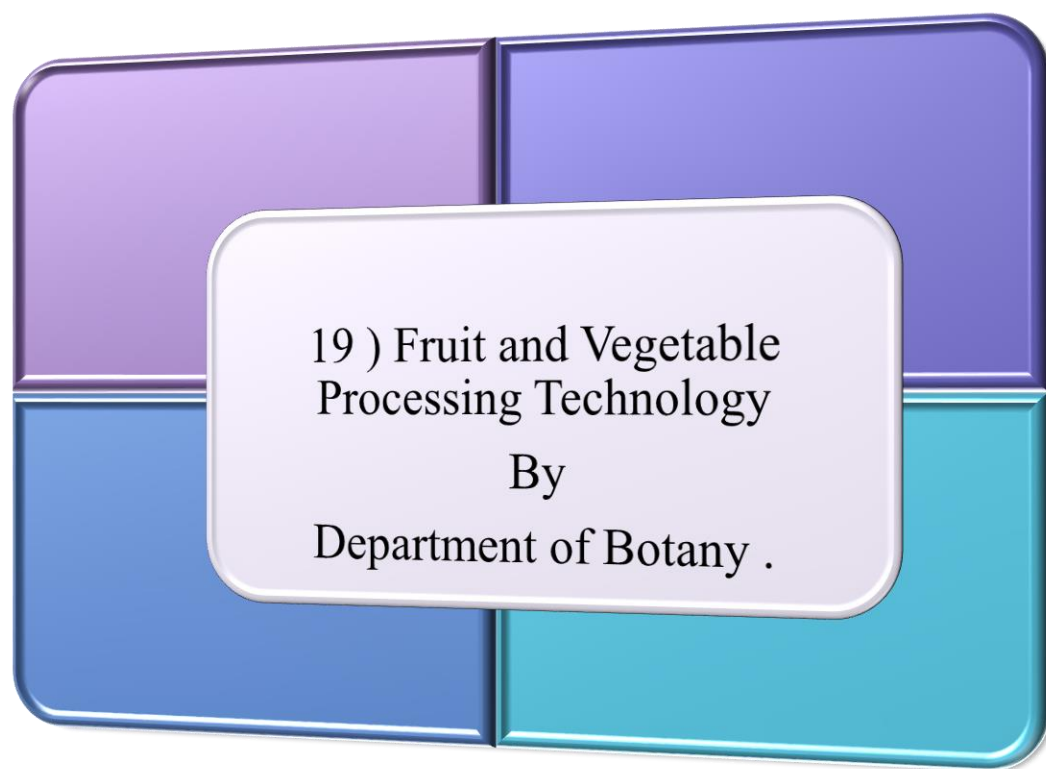 19 ) Fruit and Vegetable
Processing Technology
By
Department of Botany .